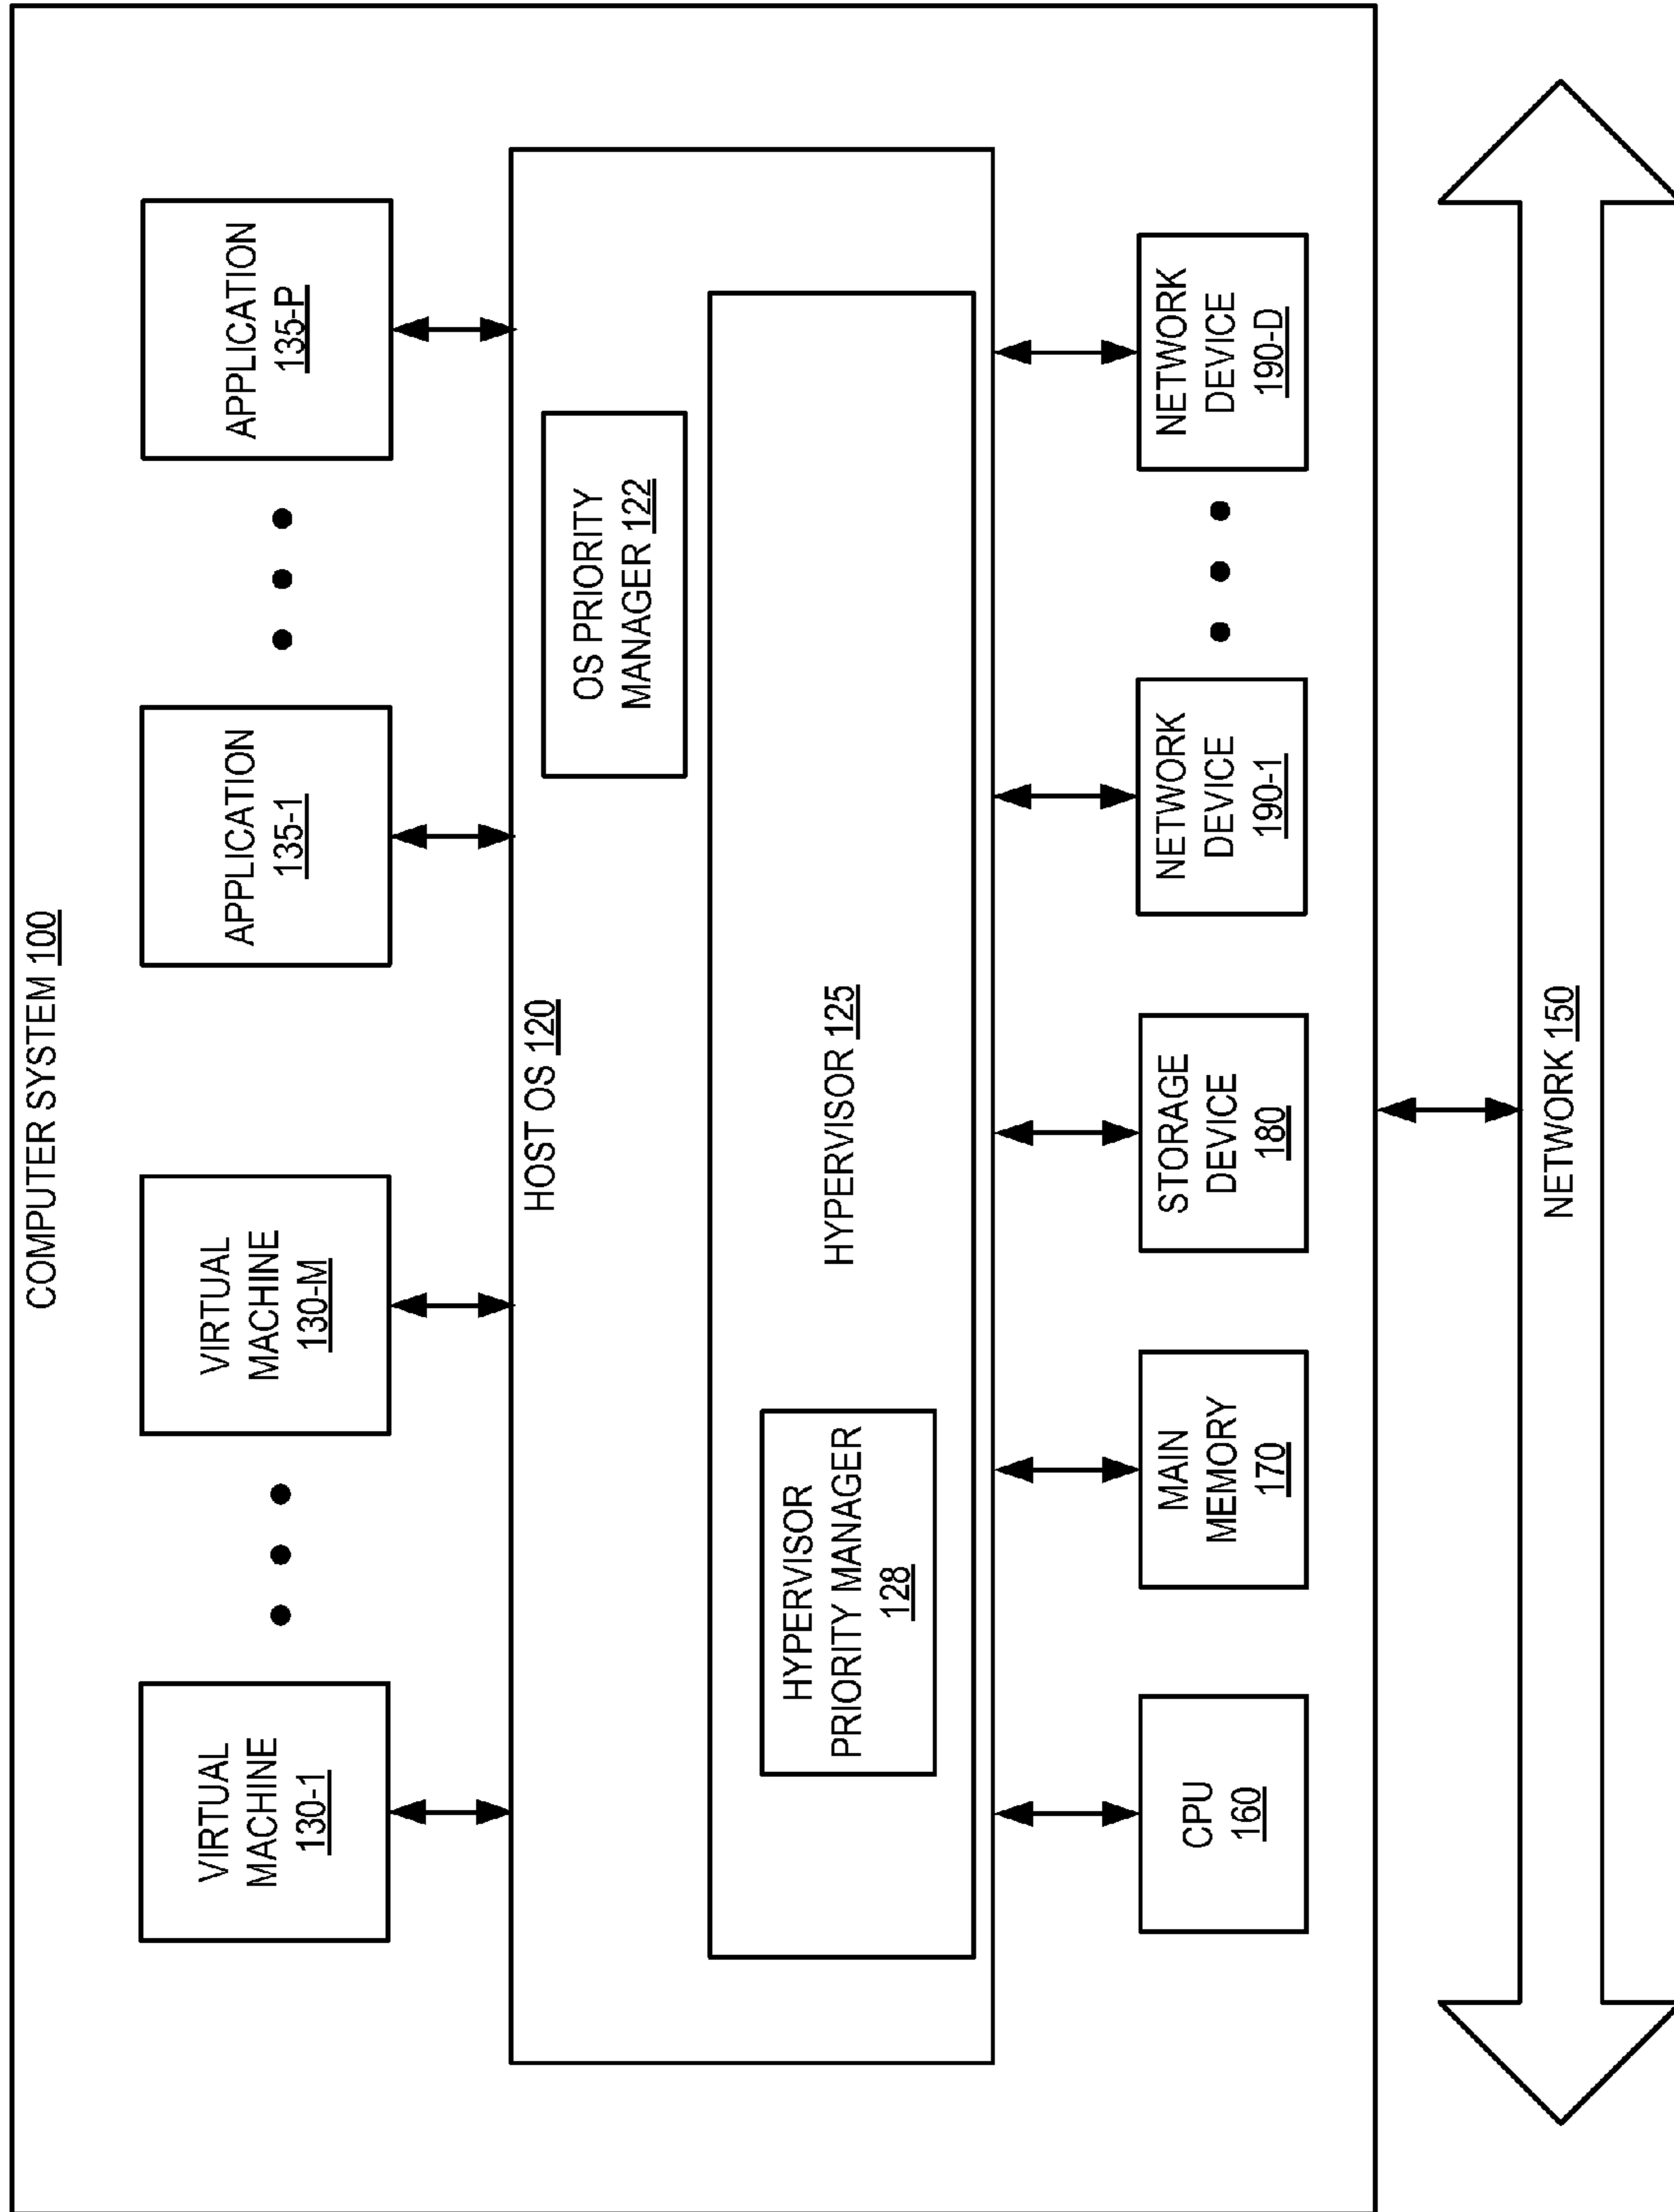 COMPUTER SYSTEM 100
VIRTUAL
MACHINE
130-1
VIRTUAL
MACHINE
130-M
APPLICATION
135-1
APPLICATION
135-P
HOST OS 120
OS PRIORITY
MANAGER 122
HYPERVISOR
PRIORITY MANAGER
128
HYPERVISOR 125
CPU
160
MAIN
MEMORY
170
STORAGE
DEVICE
180
NETWORK
DEVICE
190-1
NETWORK
DEVICE
190-D
NETWORK 150